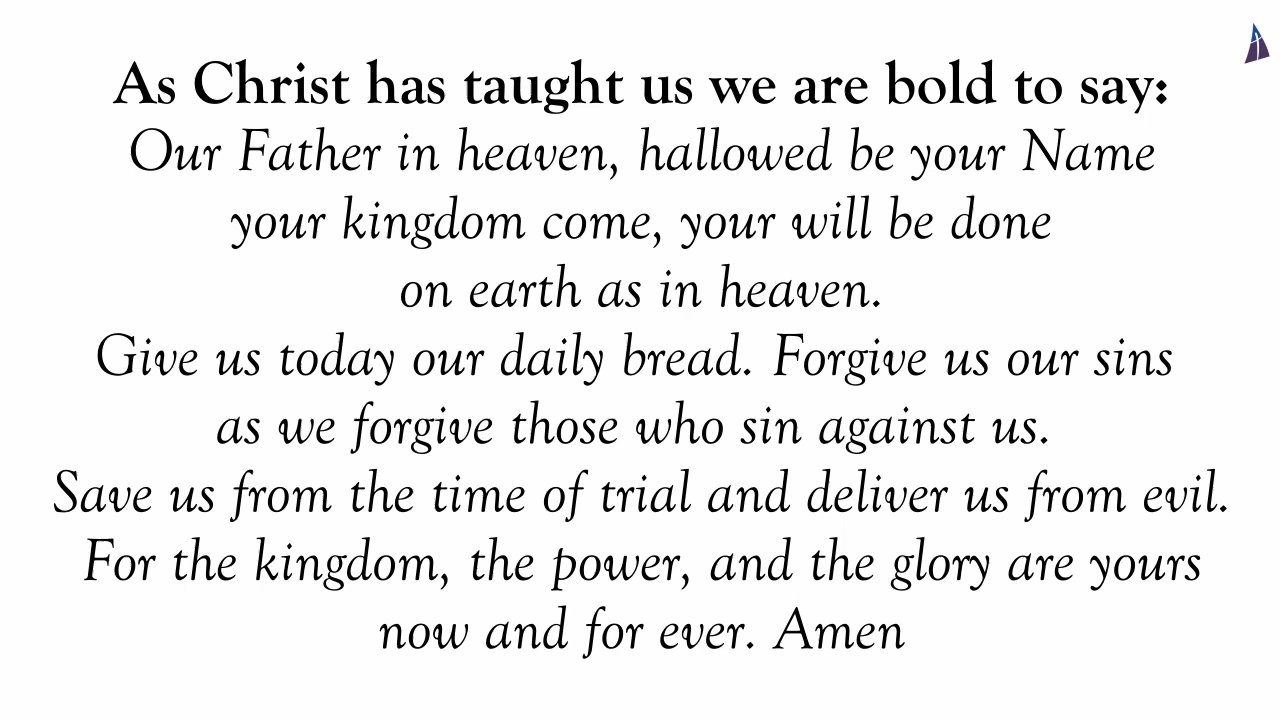 As Christ has taught us we are bold to say:
Our Father in heaven, hallowed be your Name
your kingdom come, your will be done
on earth as in heaven.
Give us today our daily bread. Forgive us our sins
as we forgive those who sin against us.
Save us from the time of trial and deliver us from evil.
For the kingdom, the power, and the glory are yours
now and for ever. Amen